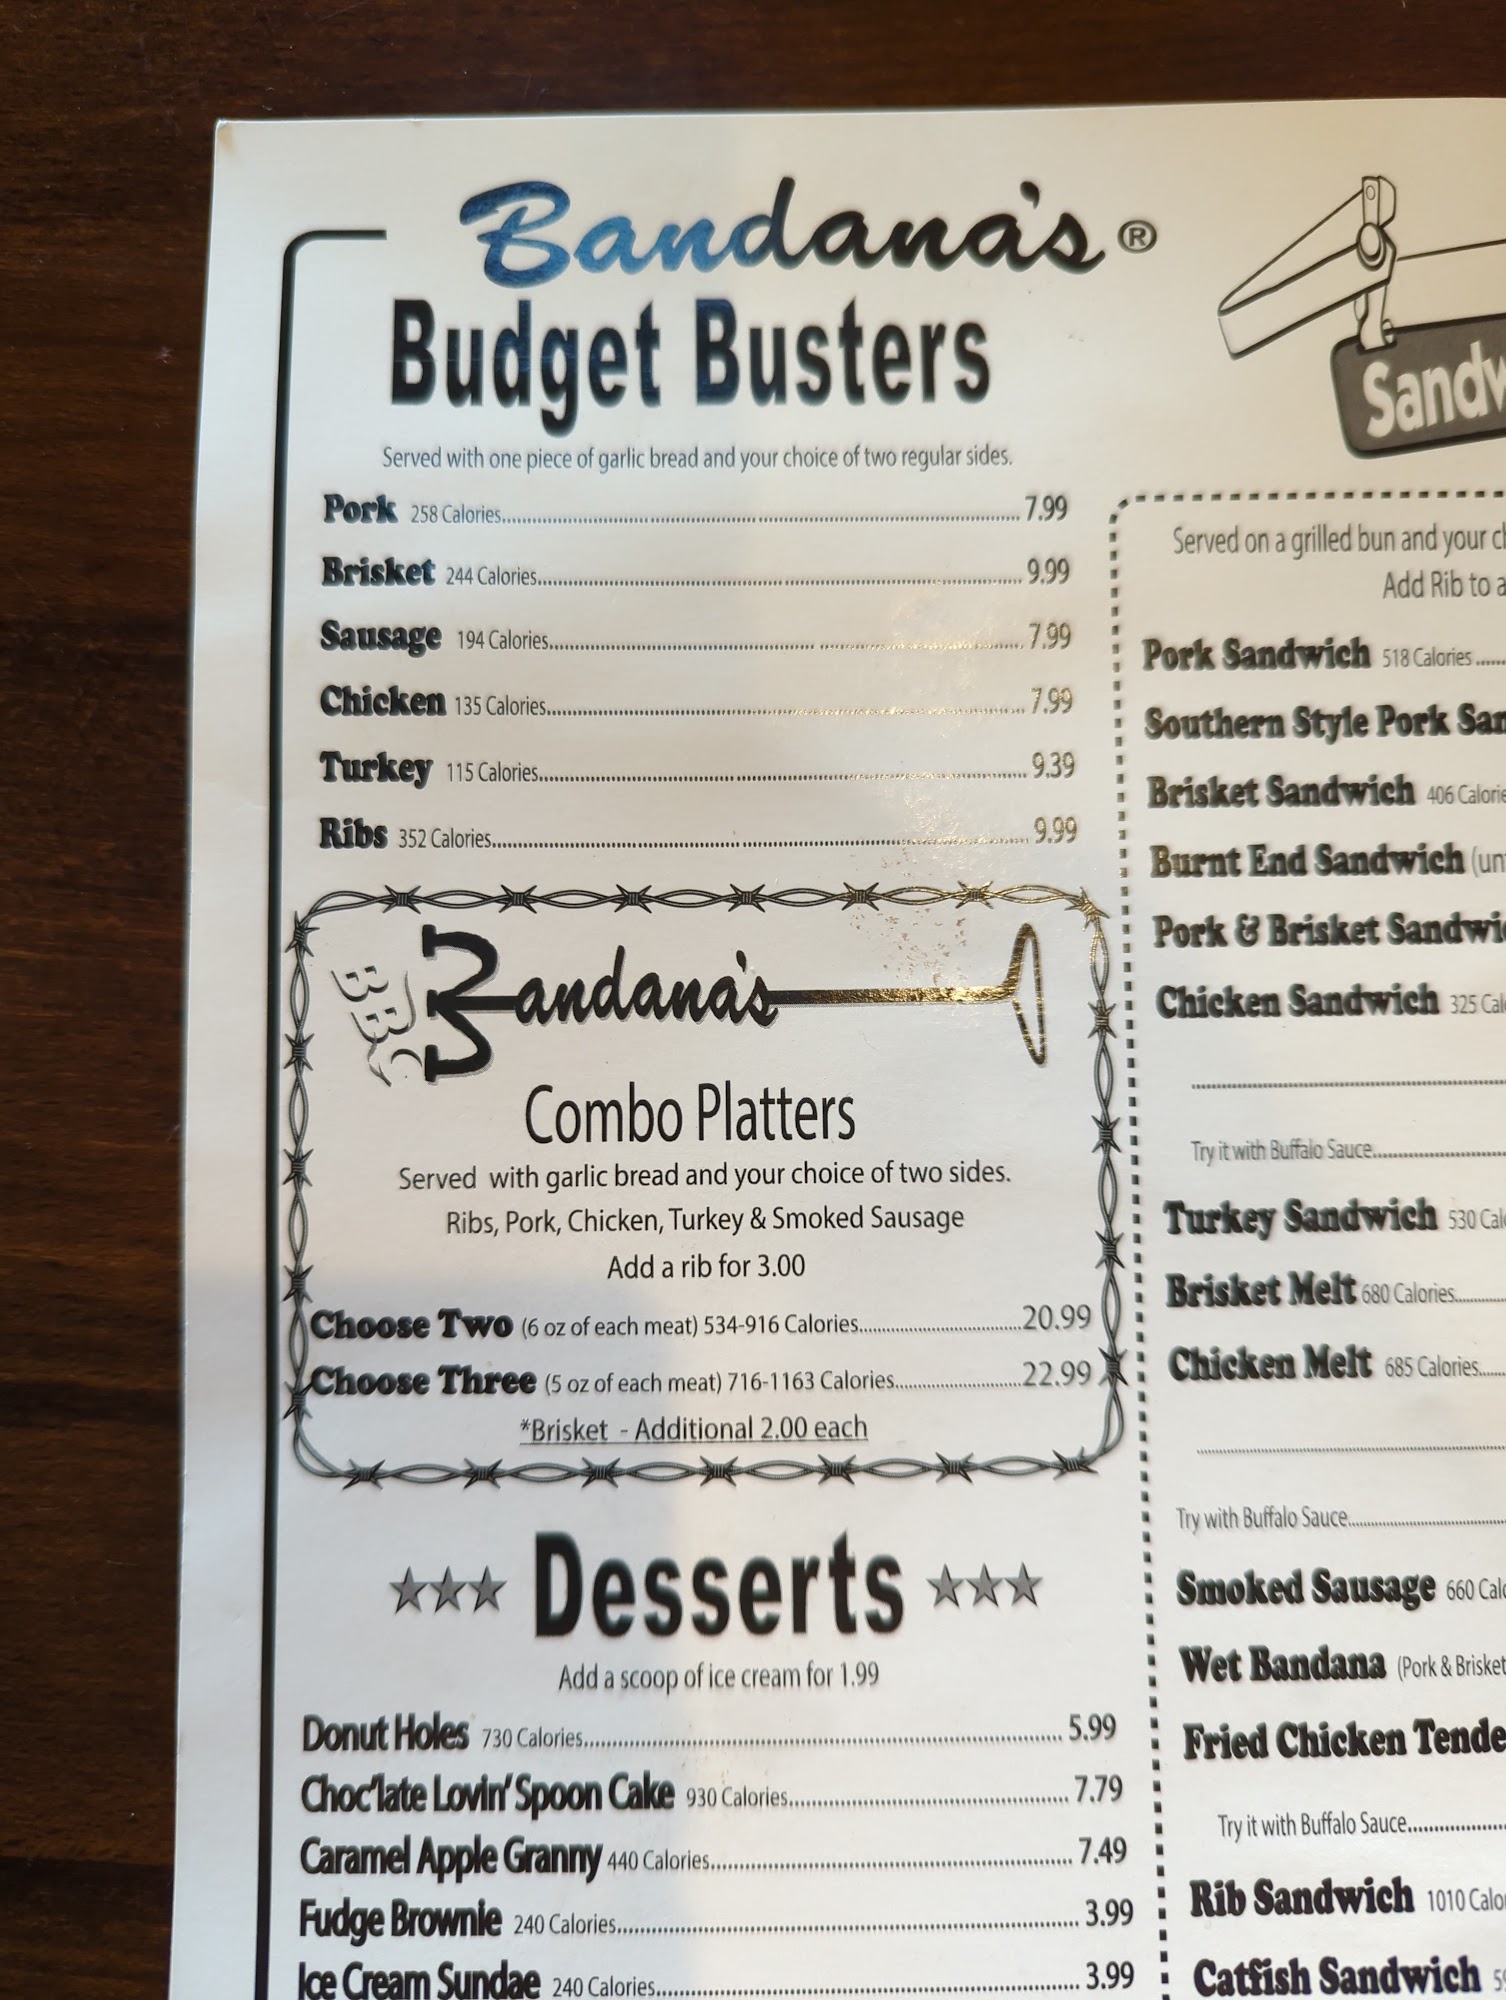 Bandana's®
Budget Busters
Served with one piece of garlic bread and your choice of two regular sides.
Pork 258 Calories 7.99
Brisket 244 Calories 9.99
Sausage 194 Calories 7.99
Chicken 135 Calories 7.99
Turkey 115 Calories 9.39
Ribs 352 Calories 9.99
Bandana's
BBQ
Combo Platters
Served with garlic bread and your choice of two sides.
Ribs, Pork, Chicken, Turkey & Smoked Sausage
Add a rib for 3.00
Choose Two (6 oz of each meat) 534-916 Calories 20.99
Choose Three (5 oz of each meat) 716-1163 Calories 22.99
*Brisket - Additional 2.00 each
Desserts
Add a scoop of ice cream for 1.99
Donut Holes 730 Calories 5.99
Choc'late Lovin' Spoon Cake 930 Calories 7.79
Caramel Apple Granny 440 Calories 7.49
Fudge Brownie 240 Calories 3.99
Ice Cream Sundae 240 Calories 3.99
Served on a grilled bun and your
Add Rib to
Pork Sandwich 518 Calories
Southern Style Pork
Brisket Sandwich 406
Burnt End Sandwich
Pork & Brisket
Chicken Sandwich 325
Try it with Buffalo Sauce
Turkey Sandwich 530
Brisket Melt 680 Calories
Chicken Melt 685 Calories
Try with Buffalo Sauce
Smoked Sausage 660
Wet Bandana (Pork & Brisket
Fried Chicken
Try it with Buffalo Sauce
Rib Sandwich 1010
Catfish Sandwich